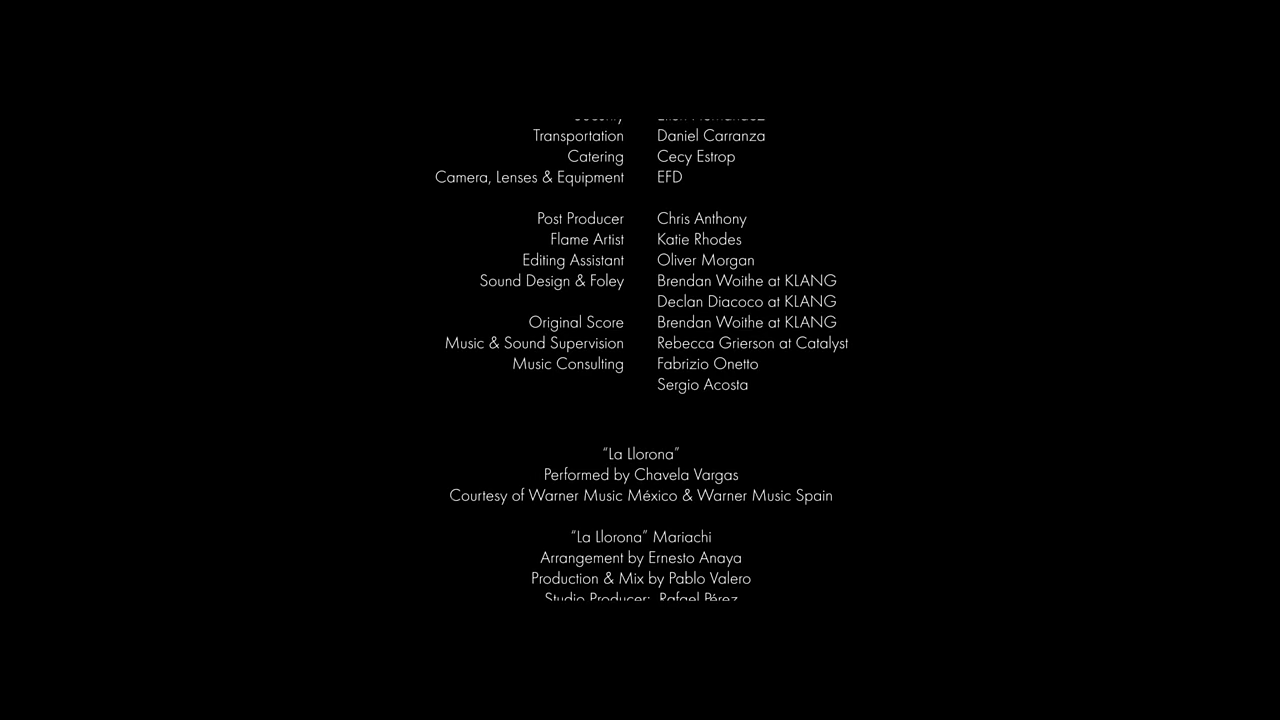 Transportation Daniel Carranza
Catering Cecy Estrop
Camera, Lenses & Equipment EFD
Post Producer Chris Anthony
Flame Artist Katie Rhodes
Editing Assistant Oliver Morgan
Sound Design & Foley Brendan Woithe at KLANG
Declan Diacoco at KLANG
Original Score Brendan Woithe at KLANG
Music & Sound Supervision Rebecca Grierson at Catalyst
Music Consulting Fabrizio Onetto
Sergio Acosta
“La Llorona”
Performed by Chavela Vargas
Courtesy of Warner Music México & Warner Music Spain
“La Llorona” Mariachi
Arrangement by Ernesto Anaya
Production & Mix by Pablo Valero
Studio Producer: Rafael Pérez